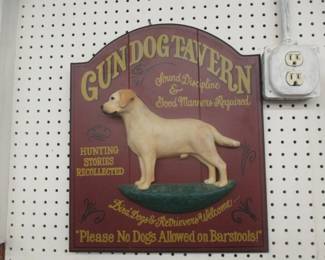 GUN DOG TAVERN
Sound Discipline
&
Good Manners Required
HUNTING
STORIES
RECOLLECTED
Bird Dogs & Retrievers Welcome!
"Please No Dogs Allowed on Barstools!"